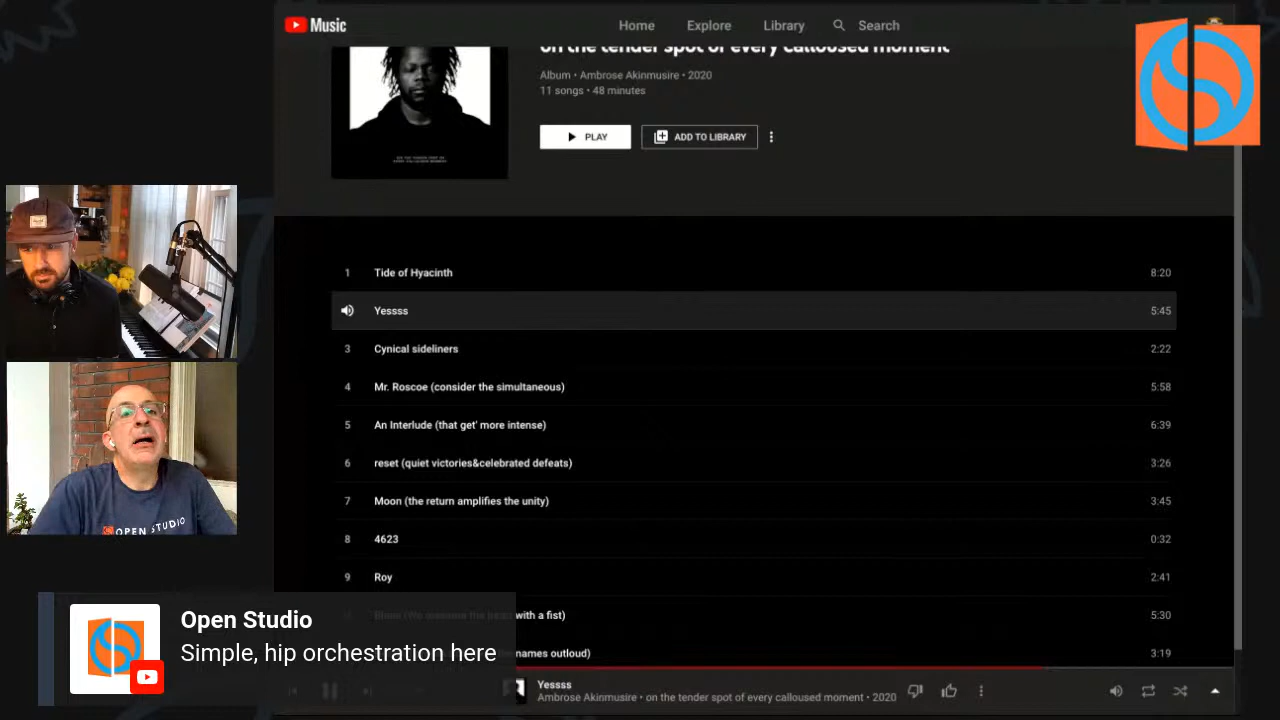 Music
Home
Explore
Library
Search
on the tender spot of every calloused moment
Album • Ambrose Akinmusire • 2020
11 songs • 48 minutes
PLAY
ADD TO LIBRARY
1 Tide of Hyacinth 8:20
Yessss 5:45
3 Cynical sideliners 2:22
4 Mr. Roscoe (consider the simultaneous) 5:58
5 An Interlude (that get' more intense) 6:39
6 reset (quiet victories&celebrated defeats) 3:26
7 Moon (the return amplifies the unity) 3:45
8 4623 0:32
9 Roy 2:41
with a fist) 5:30
names outloud) 3:19
OPEN STUDIO
Open Studio
Simple, hip orchestration here
Yessss
Ambrose Akinmusire • on the tender spot of every calloused moment • 2020